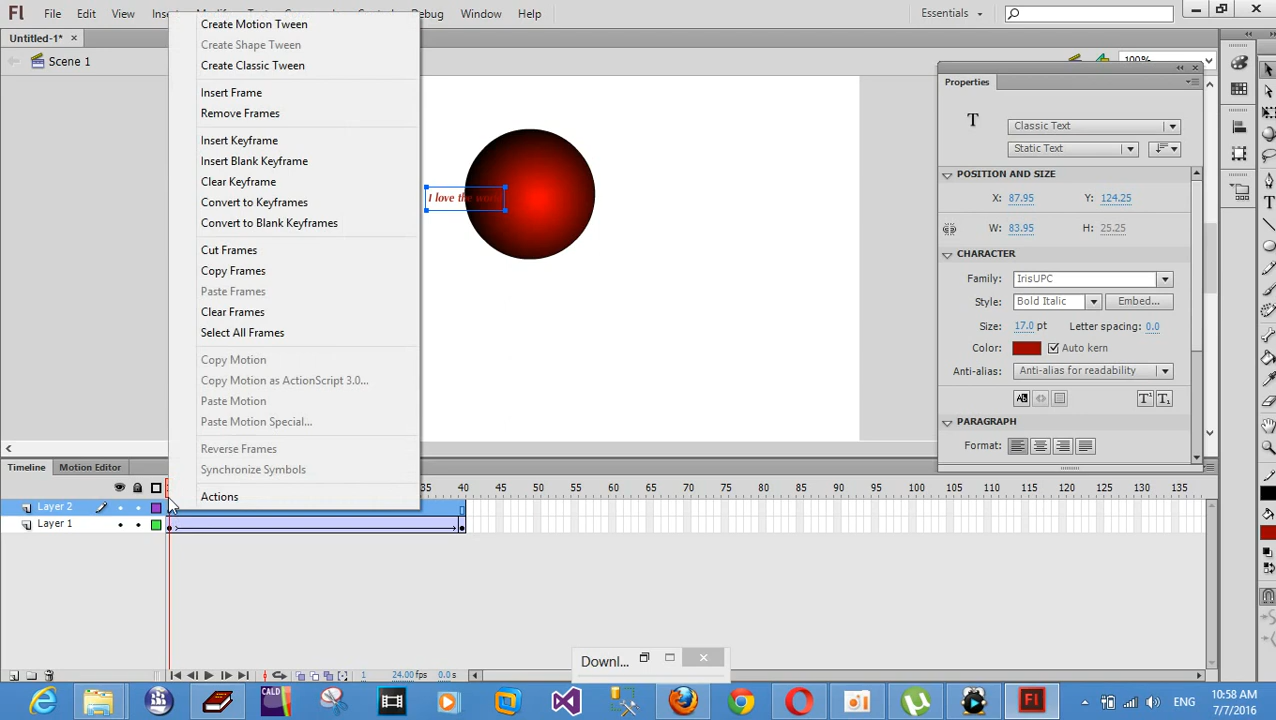 Fl File Edit View Debug Window Help Essentials
Untitled-1*
Scene 1
100%
Create Motion Tween
Create Shape Tween
Create Classic Tween
Insert Frame
Remove Frames
Insert Keyframe
Insert Blank Keyframe
Clear Keyframe
Convert to Keyframes
Convert to Blank Keyframes
Cut Frames
Copy Frames
Paste Frames
Clear Frames
Select All Frames
Copy Motion
Copy Motion as ActionScript 3.0...
Paste Motion
Paste Motion Special...
Reverse Frames
Synchronize Symbols
Actions
I love the
Properties
T
Classic Text
Static Text
POSITION AND SIZE
X: 87.95 Y: 124.25
W: 83.95 H: 25.25
CHARACTER
Family: IrisUPC
Style: Bold Italic Embed...
Size: 17.0 pt Letter spacing: 0.0
Color: Auto kern
Anti-alias: Anti-alias for readability
PARAGRAPH
Format:
Timeline Motion Editor
35 40 45 50 55 60 65 70 75 80 85 90 95 100 105 110 115 120 125 130 135
Layer 2
Layer 1
1 24.00fps 0.0s
Downl...
CALD
Fl
ENG
10:58 AM
7/7/2016